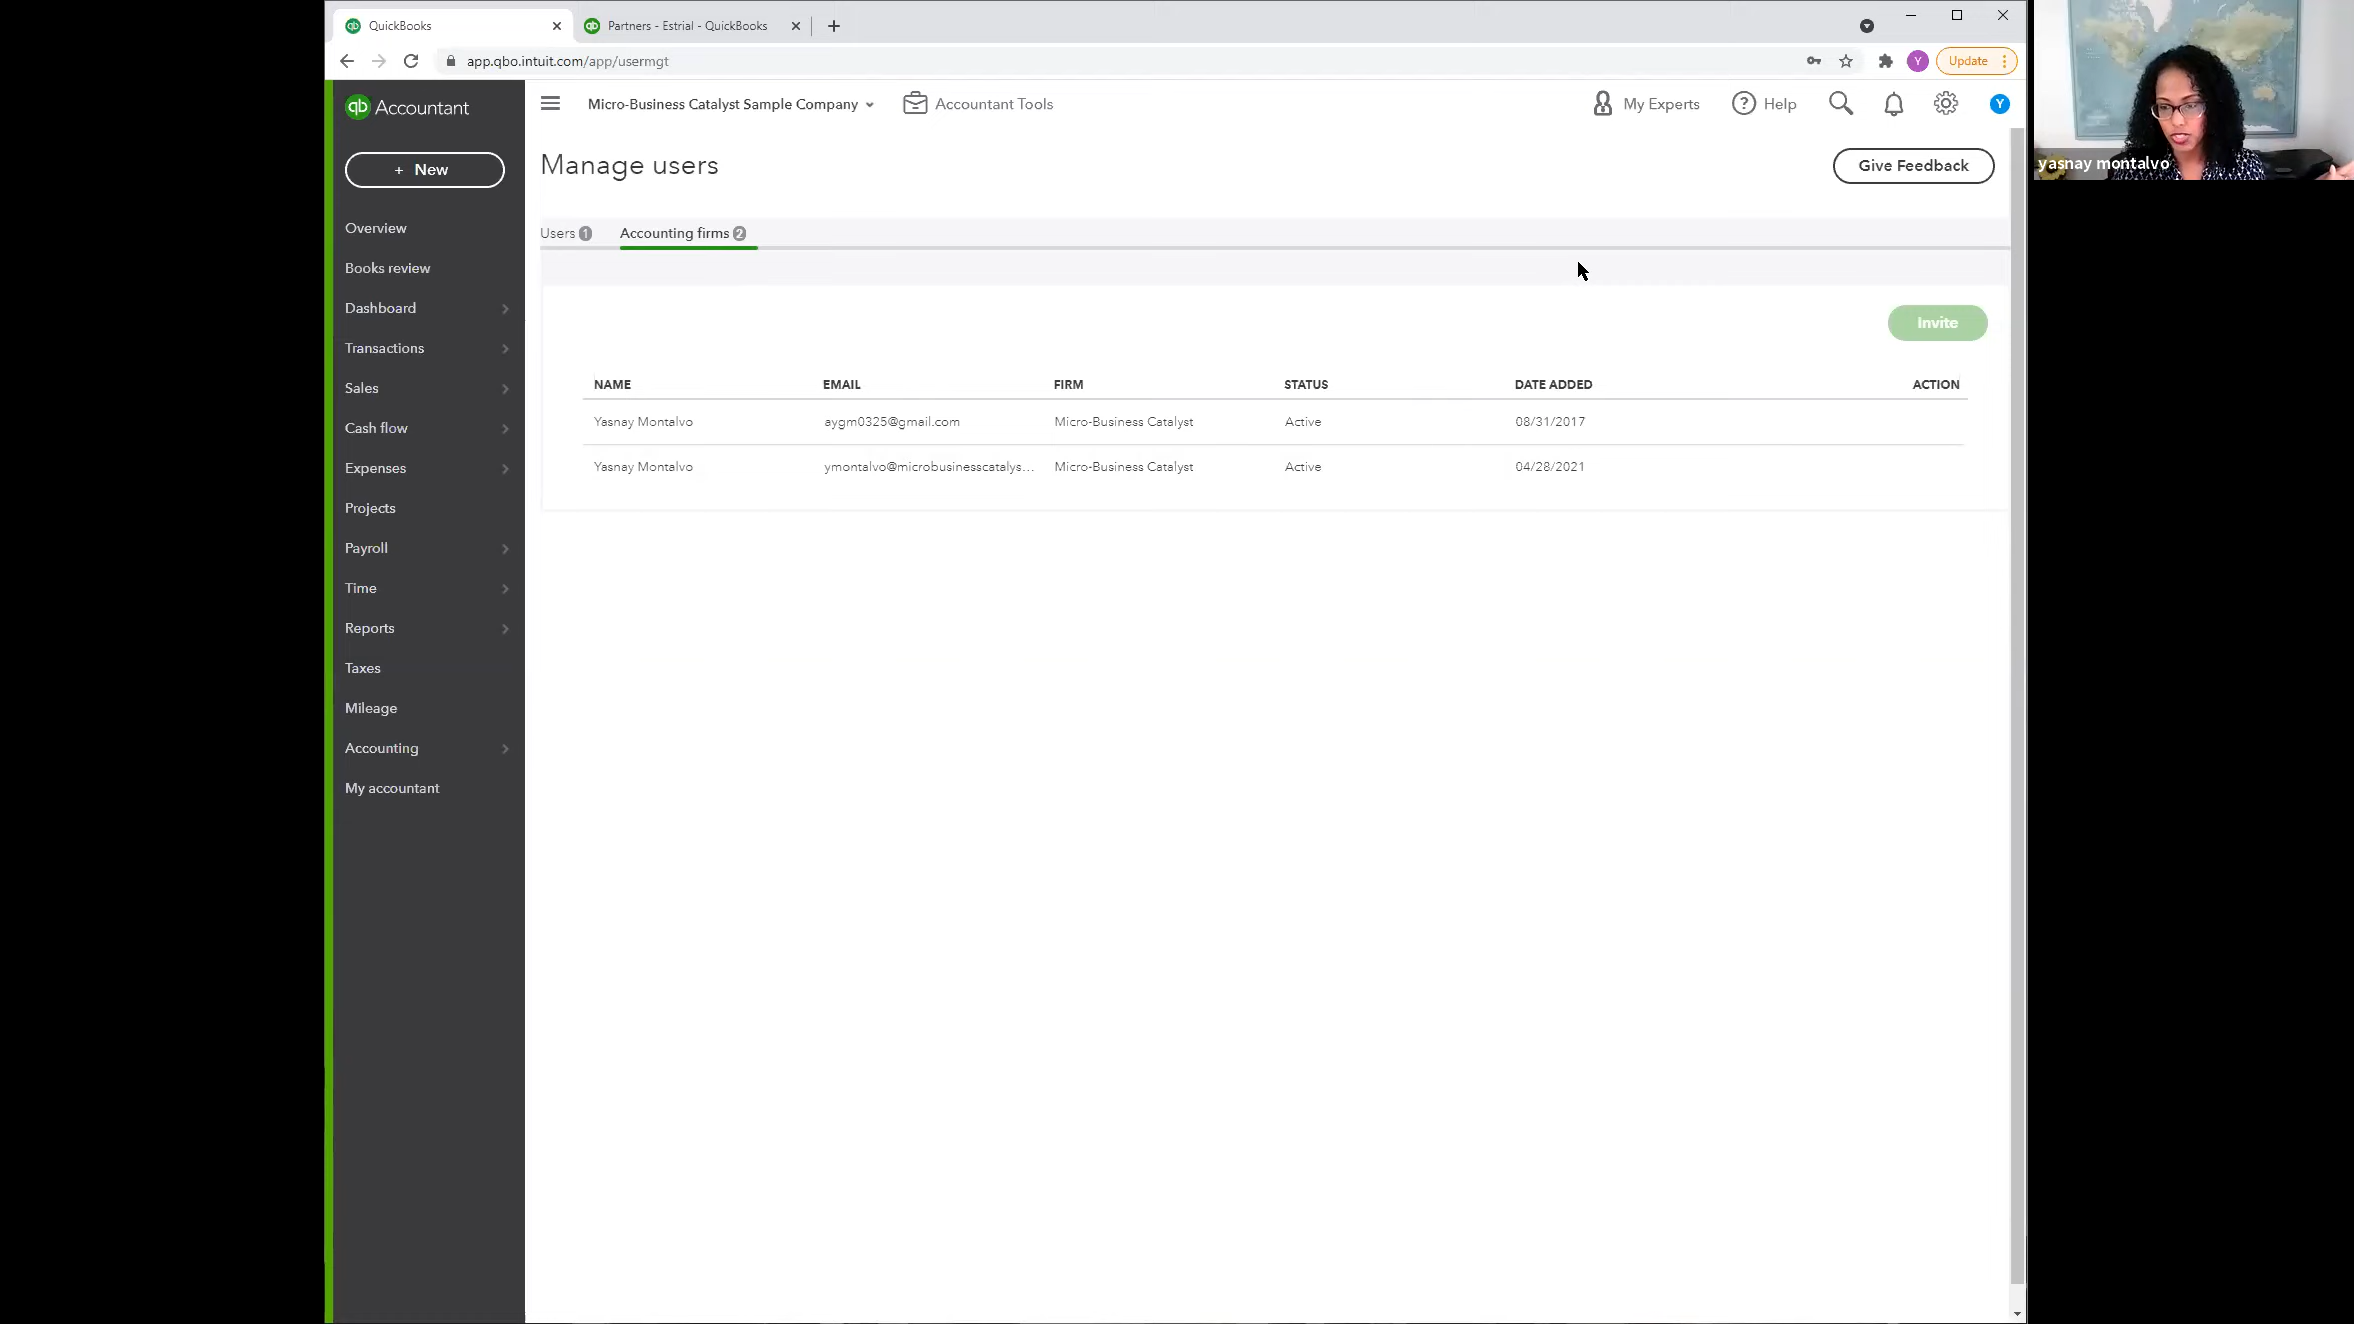 QuickBooks
Partners - Estrial - QuickBooks
app.qbo.intuit.com/app/usermgt
Y
Update
qb Accountant
Micro-Business Catalyst Sample Company
Accountant Tools
My Experts
Help
Y
yasnay montalvo
+ New
Manage users
Give Feedback
Users 1
Accounting firms 2
Invite
NAME EMAIL FIRM STATUS DATE ADDED ACTION
Yasnay Montalvo aygm0325@gmail.com Micro-Business Catalyst Active 08/31/2017
Yasnay Montalvo ymontalvo@microbusinesscatalys... Micro-Business Catalyst Active 04/28/2021
Overview
Books review
Dashboard
Transactions
Sales
Cash flow
Expenses
Projects
Payroll
Time
Reports
Taxes
Mileage
Accounting
My accountant